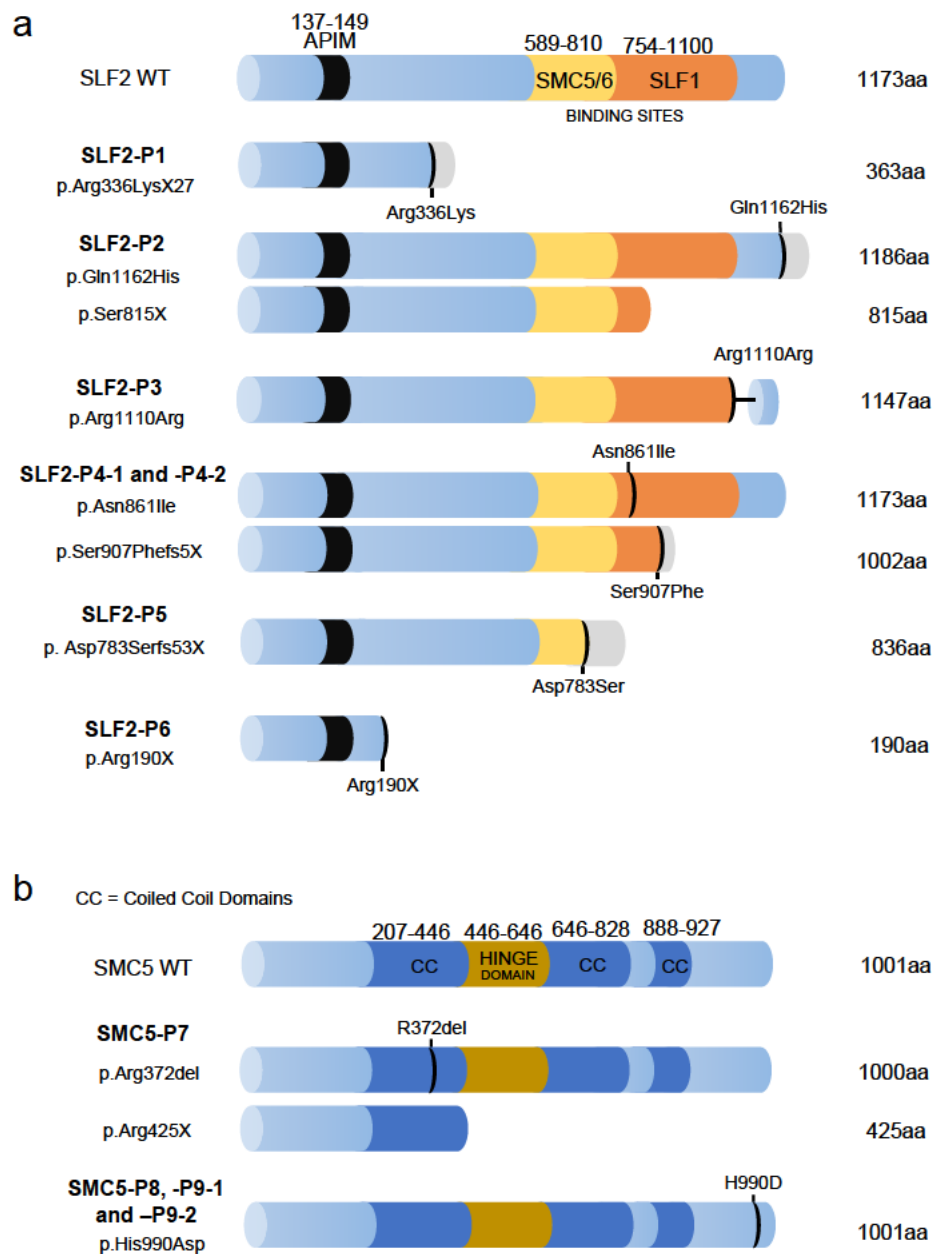 a
137-149
APIM
589-810
754-1100
SLF2 WT
SMC5/6
SLF1
1173aa
BINDING SITES
SLF2-P1
p.Arg336LysX27
363aa
Arg336Lys
Gln1162His
SLF2-P2
p.Gln1162His
1186aa
p.Ser815X
815aa
Arg1110Arg
SLF2-P3
p.Arg1110Arg
1147aa
Asn861Ile
SLF2-P4-1 and -P4-2
p.Asn861Ile
1173aa
p.Ser907Phefs5X
1002aa
Ser907Phe
SLF2-P5
p. Asp783Serfs53X
836aa
Asp783Ser
SLF2-P6
p.Arg190X
190aa
Arg190X
b
CC = Coiled Coil Domains
207-446
446-646
646-828
888-927
SMC5 WT
CC
HINGE
DOMAIN
CC
CC
1001aa
R372del
SMC5-P7
p.Arg372del
1000aa
p.Arg425X
425aa
SMC5-P8, -P9-1
and –P9-2
p.His990Asp
H990D
1001aa